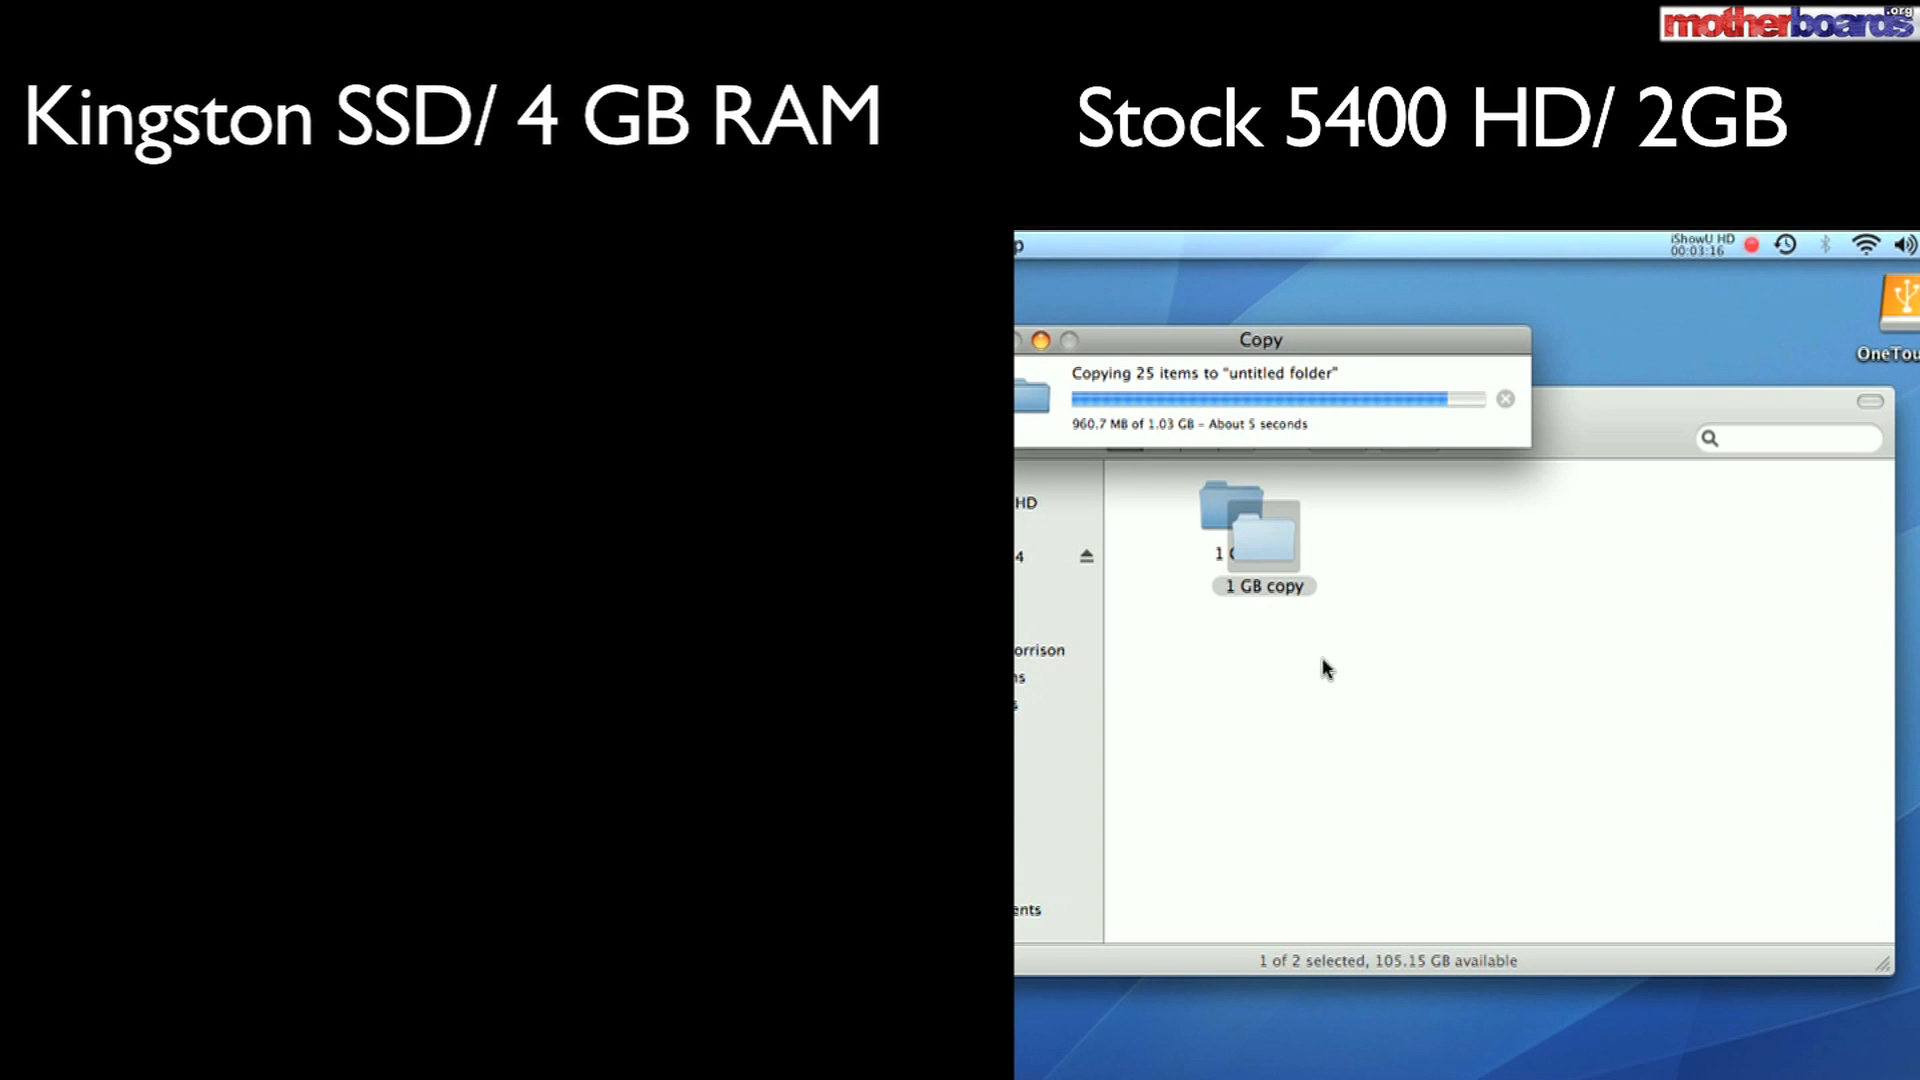 motherboards.org
Kingston SSD/ 4 GB RAM
Stock 5400 HD/ 2GB
p
iShowU HD
00:03:16
OneTou
Copy
Copying 25 items to “untitled folder”
960.7 MB of 1.03 GB – About 5 seconds
HD
4
1 G
1 GB copy
orrison
ns
s
ents
1 of 2 selected, 105.15 GB available